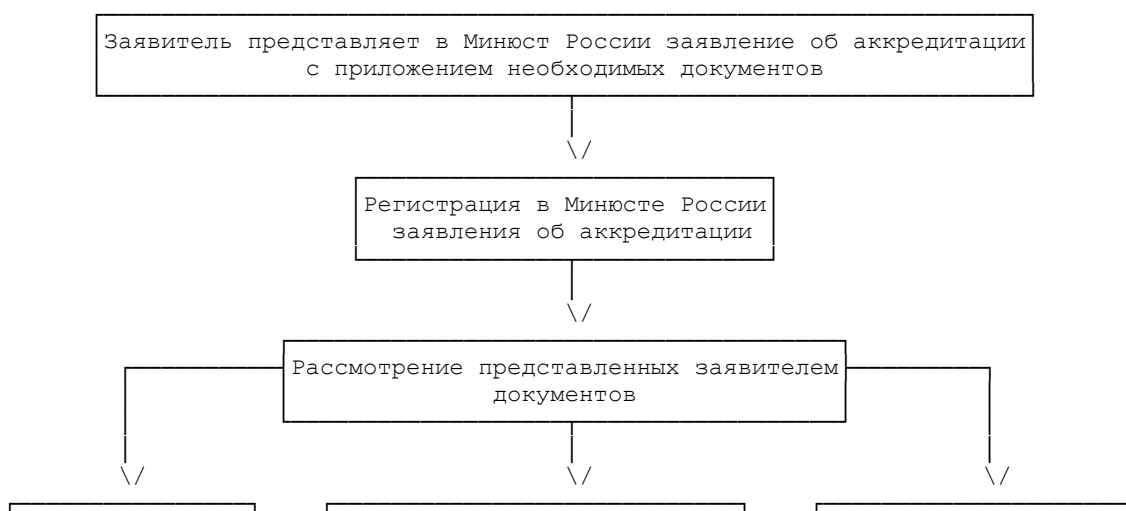 Заявитель представляет в Минюст России заявление об аккредитации
с приложением необходимых документов
Регистрация в Минюсте России
заявления об аккредитации
Рассмотрение представленных заявителем
документов